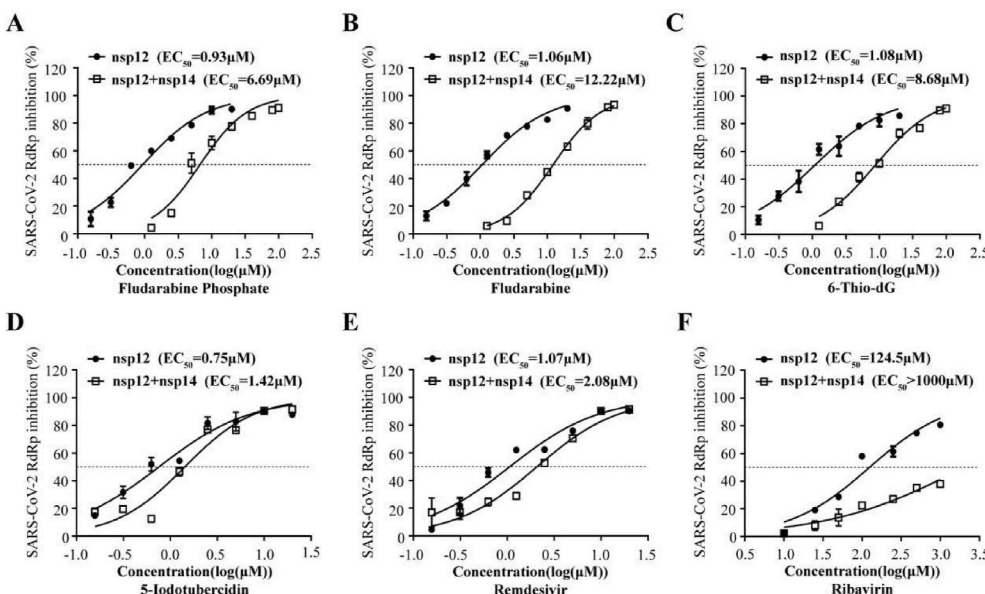 A
nsp12 (EC50=0.93μM)
nsp12+nsp14 (EC50=6.69μM)
SARS-CoV-2 RdRp inhibition (%)
120
100
80
60
40
20
0
-1.0 -0.5 0.0 0.5 1.0 1.5 2.0 2.5
Concentration(log(μM))
Fludarabine Phosphate
B
nsp12 (EC50=1.06μM)
nsp12+nsp14 (EC50=12.22μM)
SARS-CoV-2 RdRp inhibition (%)
120
100
80
60
40
20
0
-1.0 -0.5 0.0 0.5 1.0 1.5 2.0 2.5
Concentration(log(μM))
Fludarabine
C
nsp12 (EC50=1.08μM)
nsp12+nsp14 (EC50=8.68μM)
SARS-CoV-2 RdRp inhibition (%)
120
100
80
60
40
20
0
-1.0 -0.5 0.0 0.5 1.0 1.5 2.0 2.5
Concentration(log(μM))
6-Thio-dG
D
nsp12 (EC50=0.75μM)
nsp12+nsp14 (EC50=1.42μM)
SARS-CoV-2 RdRp inhibition (%)
120
100
80
60
40
20
0
-1.0 -0.5 0.0 0.5 1.0 1.5
Concentration(log(μM))
5-Iodotubercidin
E
nsp12 (EC50=1.07μM)
nsp12+nsp14 (EC50=2.08μM)
SARS-CoV-2 RdRp inhibition (%)
120
100
80
60
40
20
0
-1.0 -0.5 0.0 0.5 1.0 1.5
Concentration(log(μM))
Remdesivir
F
nsp12 (EC50=124.5μM)
nsp12+nsp14 (EC50>1000μM)
SARS-CoV-2 RdRp inhibition (%)
120
100
80
60
40
20
0
0.5 1.0 1.5 2.0 2.5 3.0 3.5
Concentration(log(μM))
Ribavirin